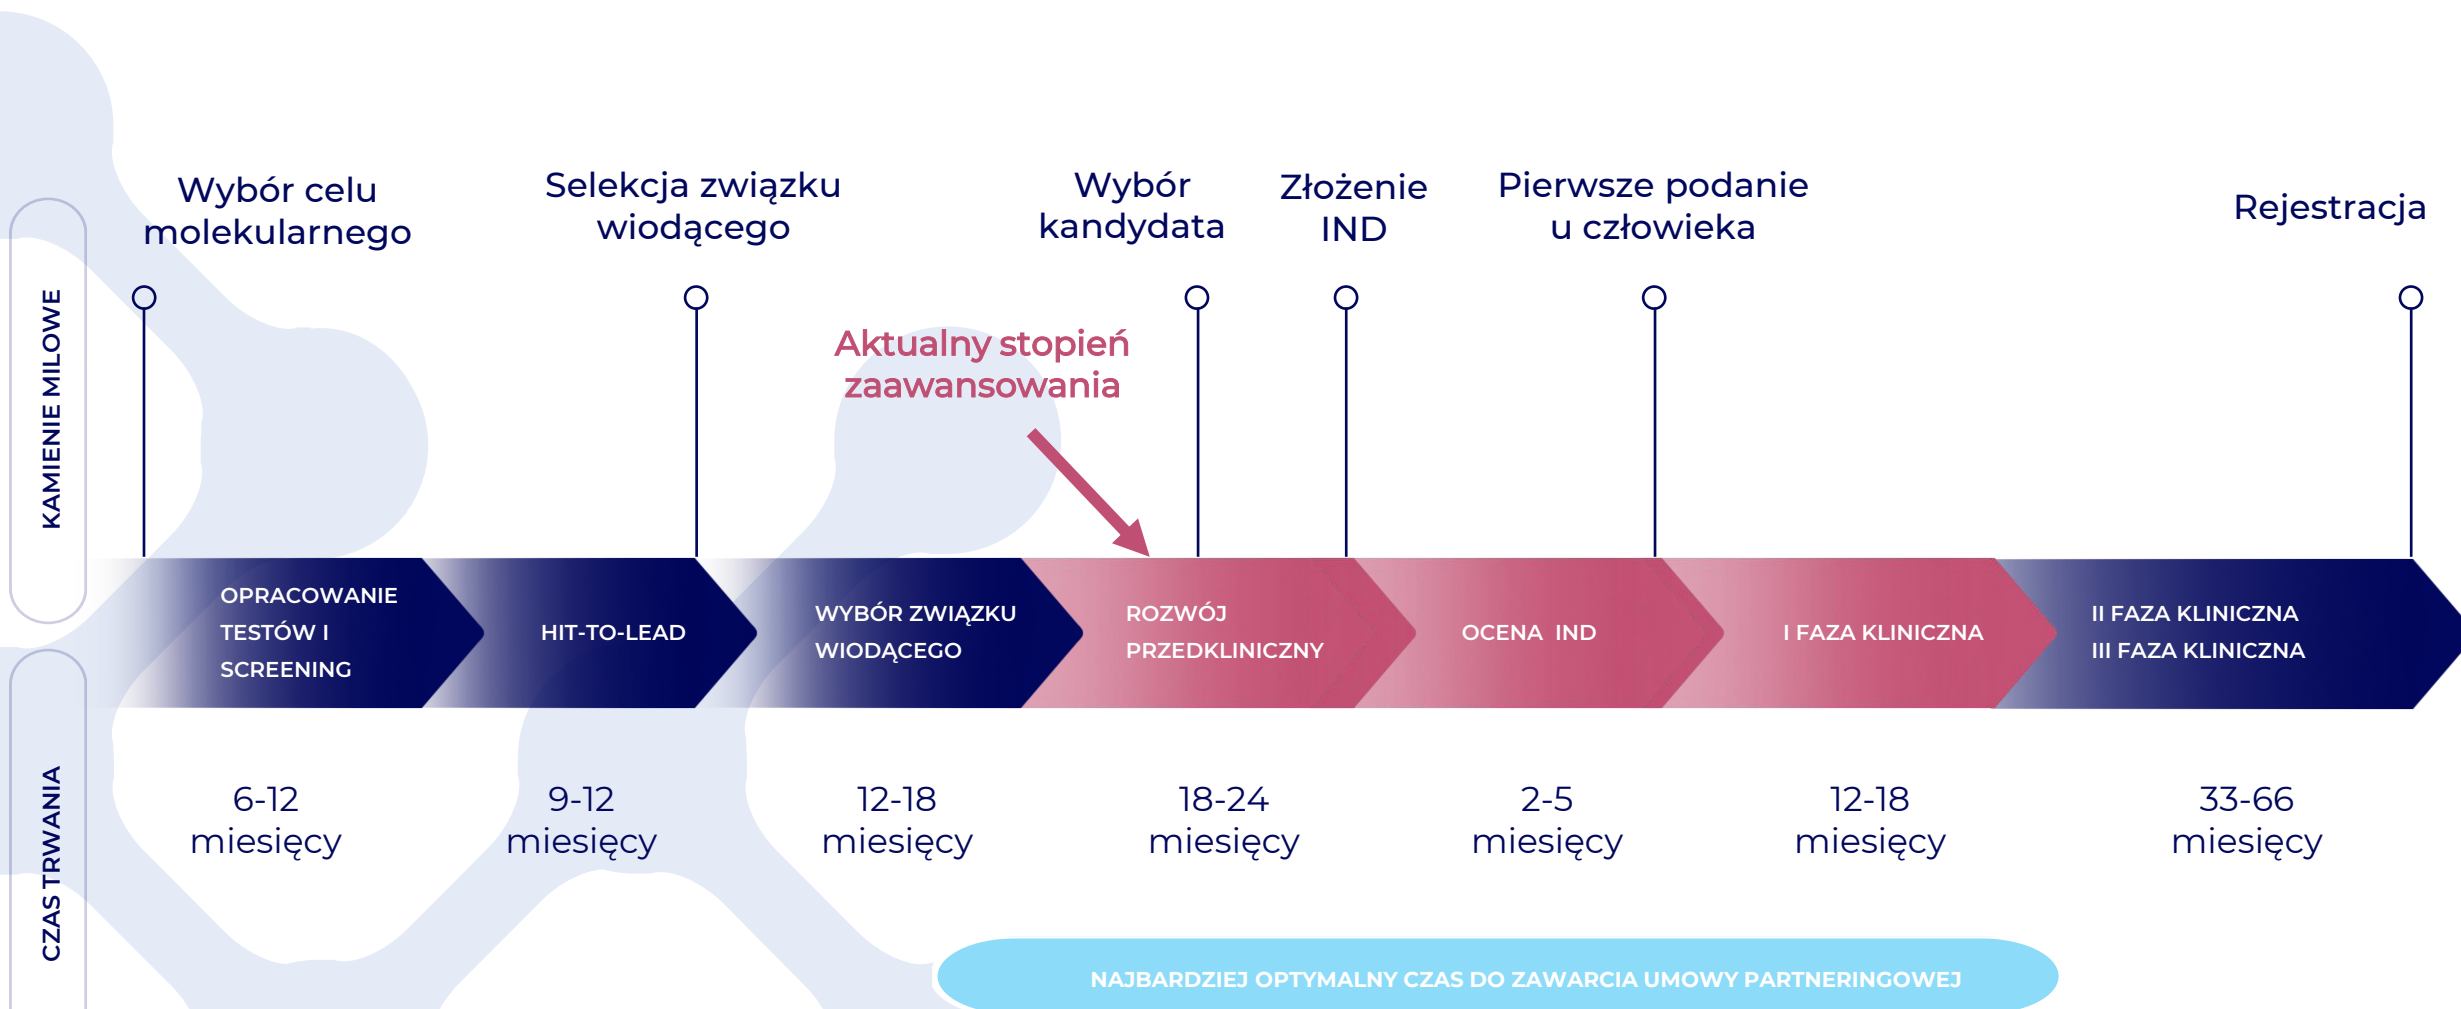 KAMIENIE MILOWE
Wybór celu
molekularnego
Selekcja związku
wiodącego
Wybór
kandydata
Złożenie
IND
Pierwsze podanie
u człowieka
Rejestracja
Aktualny stopień
zaawansowania
OPRACOWANIE
TESTÓW I
SCREENING
HIT-TO-LEAD
WYBÓR ZWIĄZKU
WIODĄCEGO
ROZWÓJ
PRZEDKLINICZNY
OCENA IND
I FAZA KLINICZNA
II FAZA KLINICZNA
III FAZA KLINICZNA
CZAS TRWANIA
6-12
miesięcy
9-12
miesięcy
12-18
miesięcy
18-24
miesięcy
2-5
miesięcy
12-18
miesięcy
33-66
miesięcy
NAJBARDZIEJ OPTYMALNY CZAS DO ZAWARCIA UMOWY PARTNERINGOWEJ